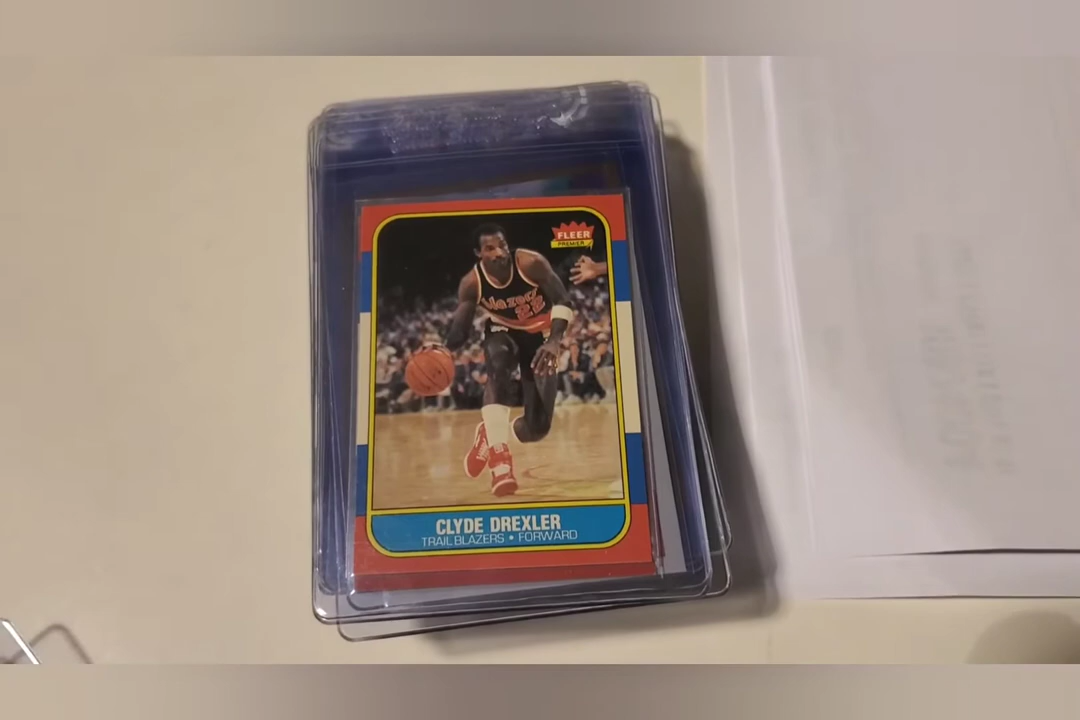 FLEER
PREMIER
Blazers
22
CLYDE DREXLER
TRAIL BLAZERS • FORWARD